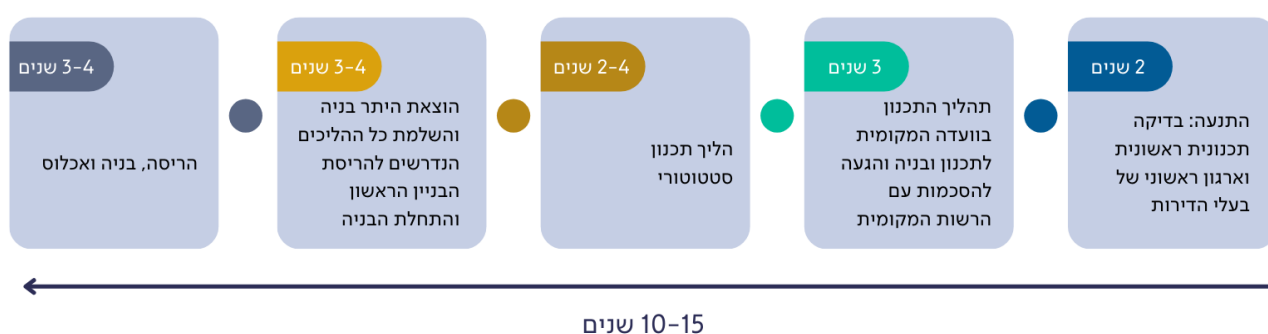 2 שנים
התנעה: בדיקה
תכנונית ראשונית
וארגון ראשוני של
בעלי הדירות
3 שנים
תהליך התכנון
בוועדה המקומית
לתכנון ובניה והגעה
להסכמות עם
הרשות המקומית
2-4 שנים
הליך תכנון
סטטוטורי
3-4 שנים
הוצאת היתר בניה
והשלמת כל ההליכים
הנדרשים להריסת
הבניין הראשון
והתחלת הבניה
3-4 שנים
הריסה, בניה ואכלוס
10-15 שנים